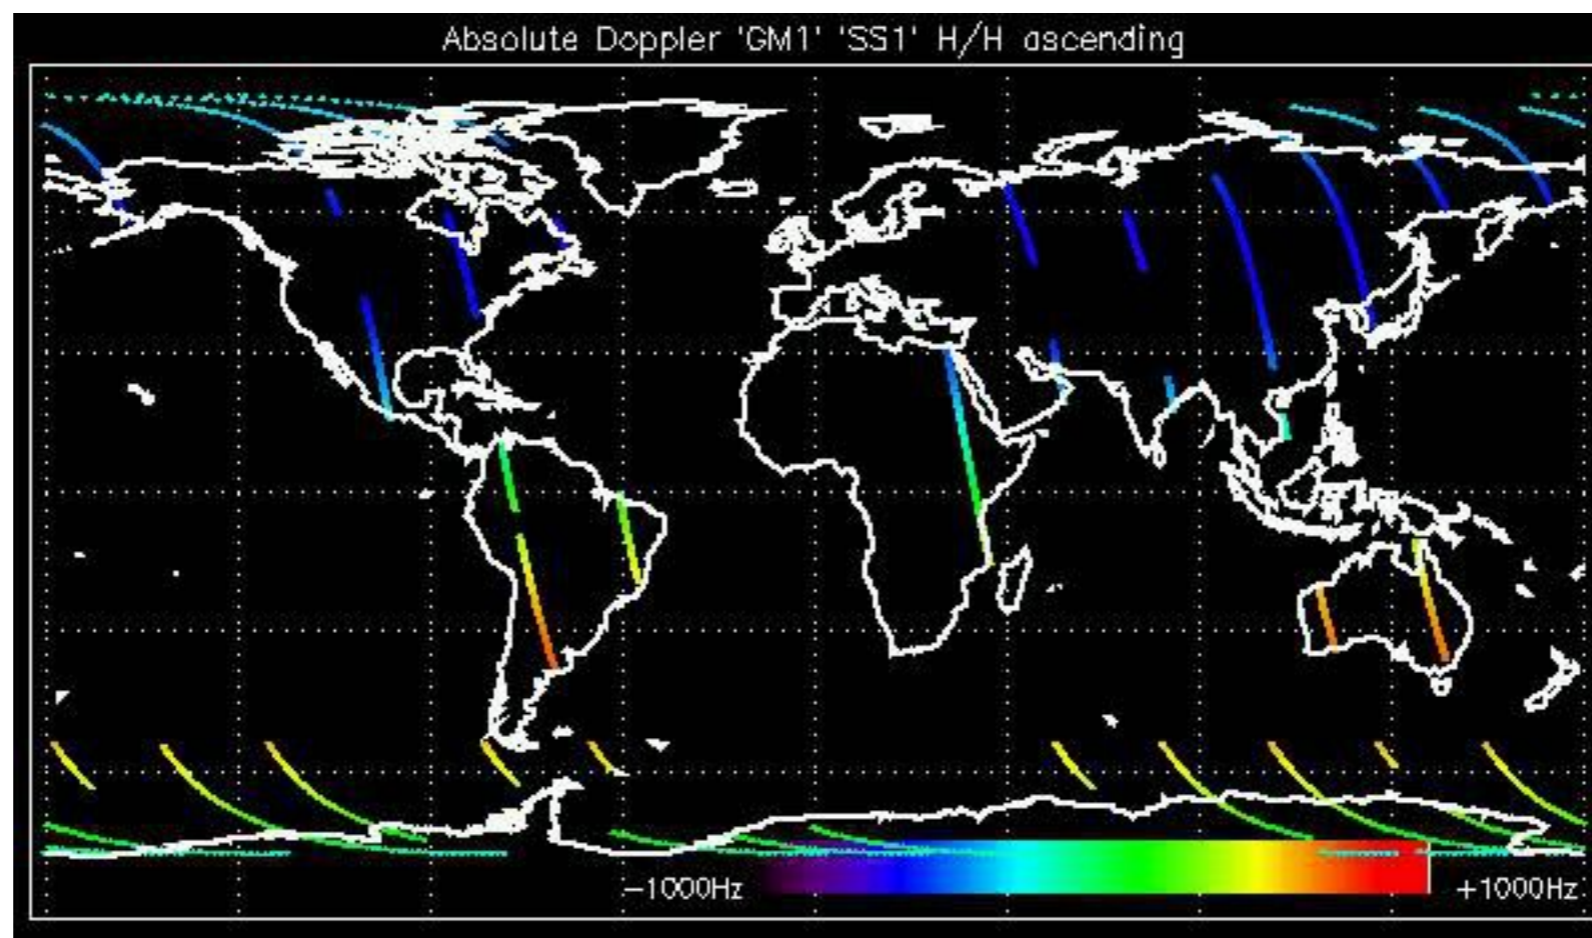 Absolute Doppler 'GM1' 'SS1' H/H ascending
−1000Hz
+1000Hz